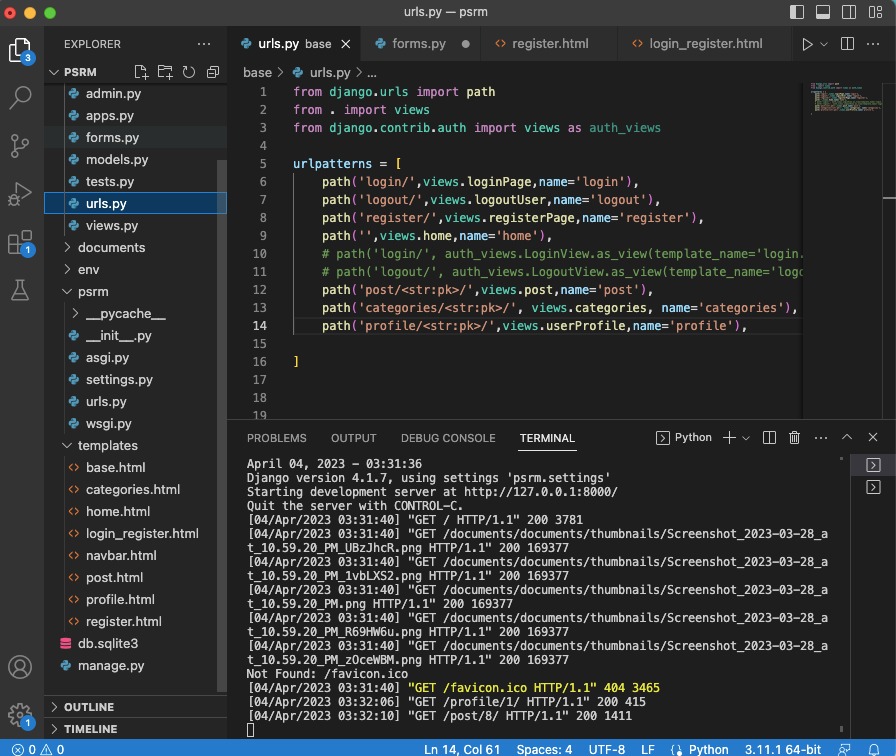 urls.py — psrm
EXPLORER
PSRM
admin.py
apps.py
forms.py
models.py
tests.py
urls.py
views.py
documents
env
psrm
__pycache__
__init__.py
asgi.py
settings.py
urls.py
wsgi.py
templates
base.html
categories.html
home.html
login_register.html
navbar.html
post.html
profile.html
register.html
db.sqlite3
manage.py
OUTLINE
TIMELINE
3
1
1
urls.py base
forms.py
register.html
login_register.html
base > urls.py > ...
1 from django.urls import path
2 from . import views
3 from django.contrib.auth import views as auth_views
4
5 urlpatterns = [
6 path('login/',views.loginPage,name='login'),
7 path('logout/',views.logoutUser,name='logout'),
8 path('register/',views.registerPage,name='register'),
9 path('',views.home,name='home'),
10 # path('login/', auth_views.LoginView.as_view(template_name='login.
11 # path('logout/', auth_views.LogoutView.as_view(template_name='logo
12 path('post/<str:pk>/',views.post,name='post'),
13 path('categories/<str:pk>/', views.categories, name='categories'),
14 path('profile/<str:pk>/',views.userProfile,name='profile'),
15
16 ]
17
18
19
PROBLEMS OUTPUT DEBUG CONSOLE TERMINAL Python
April 04, 2023 - 03:31:36
Django version 4.1.7, using settings 'psrm.settings'
Starting development server at http://127.0.0.1:8000/
Quit the server with CONTROL-C.
[04/Apr/2023 03:31:40] "GET / HTTP/1.1" 200 3781
[04/Apr/2023 03:31:40] "GET /documents/documents/thumbnails/Screenshot_2023-03-28_a
t_10.59.20_PM_UBzJhcR.png HTTP/1.1" 200 169377
[04/Apr/2023 03:31:40] "GET /documents/documents/thumbnails/Screenshot_2023-03-28_a
t_10.59.20_PM_1vbLXS2.png HTTP/1.1" 200 169377
[04/Apr/2023 03:31:40] "GET /documents/documents/thumbnails/Screenshot_2023-03-28_a
t_10.59.20_PM.png HTTP/1.1" 200 169377
[04/Apr/2023 03:31:40] "GET /documents/documents/thumbnails/Screenshot_2023-03-28_a
t_10.59.20_PM_R69HW6u.png HTTP/1.1" 200 169377
[04/Apr/2023 03:31:40] "GET /documents/documents/thumbnails/Screenshot_2023-03-28_a
t_10.59.20_PM_zOceWBM.png HTTP/1.1" 200 169377
Not Found: /favicon.ico
[04/Apr/2023 03:31:40] "GET /favicon.ico HTTP/1.1" 404 3465
[04/Apr/2023 03:32:06] "GET /profile/1/ HTTP/1.1" 200 415
[04/Apr/2023 03:32:10] "GET /post/8/ HTTP/1.1" 200 1411
0 0 Ln 14, Col 61 Spaces: 4 UTF-8 LF Python 3.11.1 64-bit